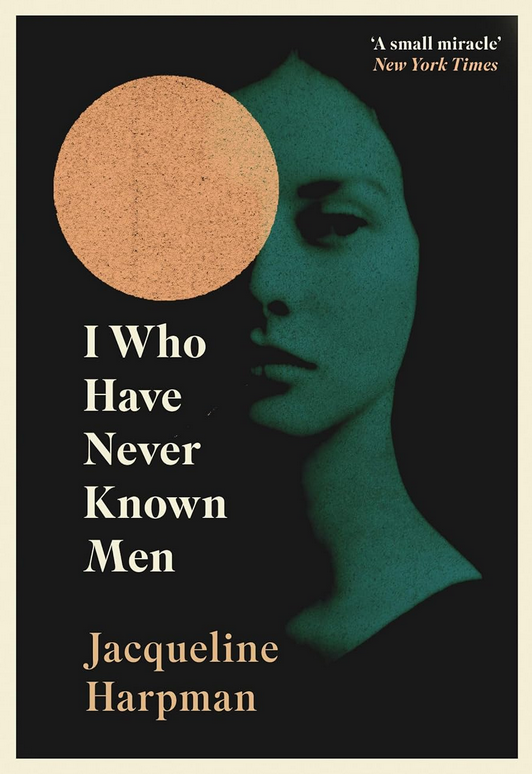 ‘A small miracle’
New York Times
I Who
Have
Never
Known
Men
Jacqueline
Harpman